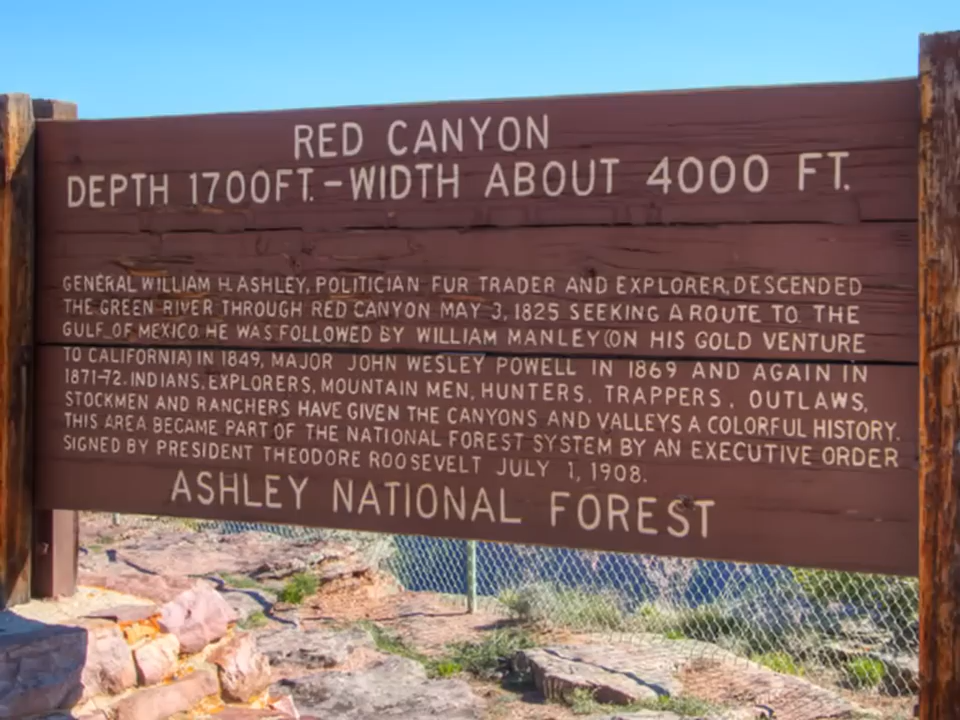 RED CANYON
DEPTH 1700FT.-WIDTH ABOUT 4000 FT.
GENERAL WILLIAM H. ASHLEY, POLITICIAN FUR TRADER AND EXPLORER, DESCENDED
THE GREEN RIVER THROUGH RED CANYON MAY 3, 1825 SEEKING A ROUTE TO THE
GULF OF MEXICO. HE WAS FOLLOWED BY WILLIAM MANLEY (ON HIS GOLD VENTURE
TO CALIFORNIA) IN 1849, MAJOR JOHN WESLEY POWELL IN 1869 AND AGAIN IN
1871-72. INDIANS, EXPLORERS, MOUNTAIN MEN, HUNTERS, TRAPPERS, OUTLAWS,
STOCKMEN AND RANCHERS HAVE GIVEN THE CANYONS AND VALLEYS A COLORFUL HISTORY.
THIS AREA BECAME PART OF THE NATIONAL FOREST SYSTEM BY AN EXECUTIVE ORDER
SIGNED BY PRESIDENT THEODORE ROOSEVELT JULY 1, 1908.
ASHLEY NATIONAL FOREST